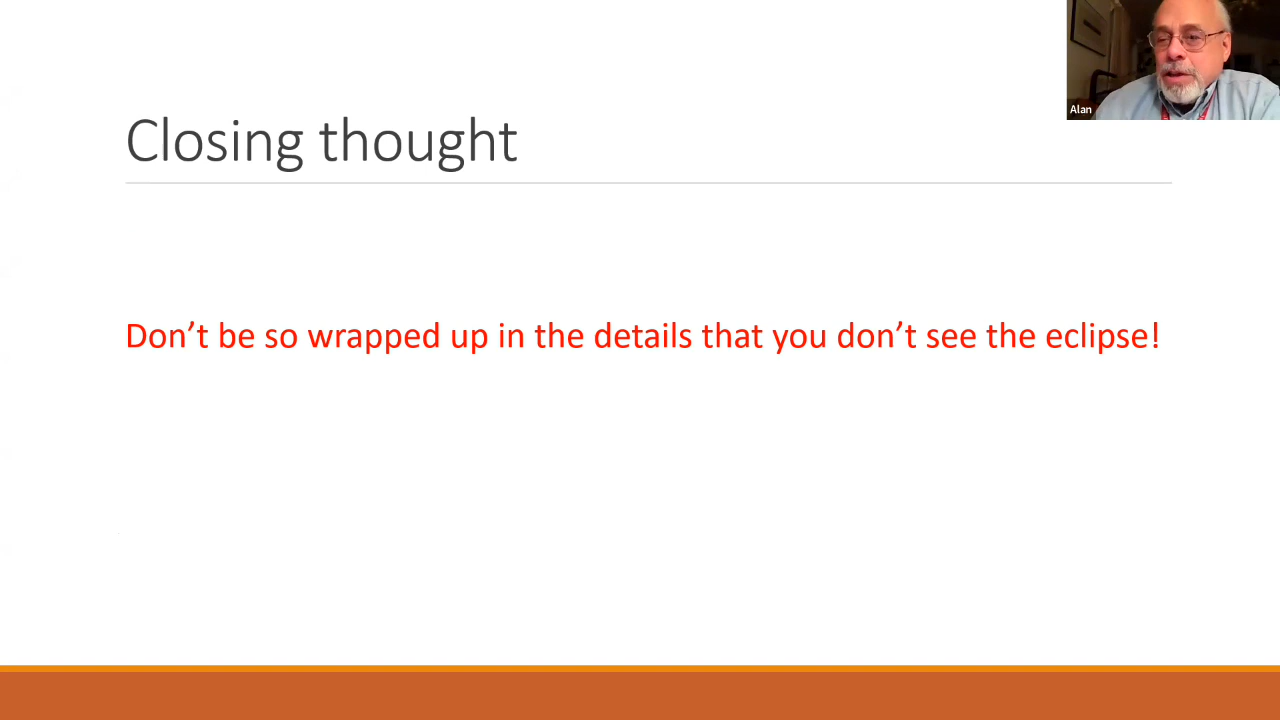 Alan
Closing thought
Don’t be so wrapped up in the details that you don’t see the eclipse!